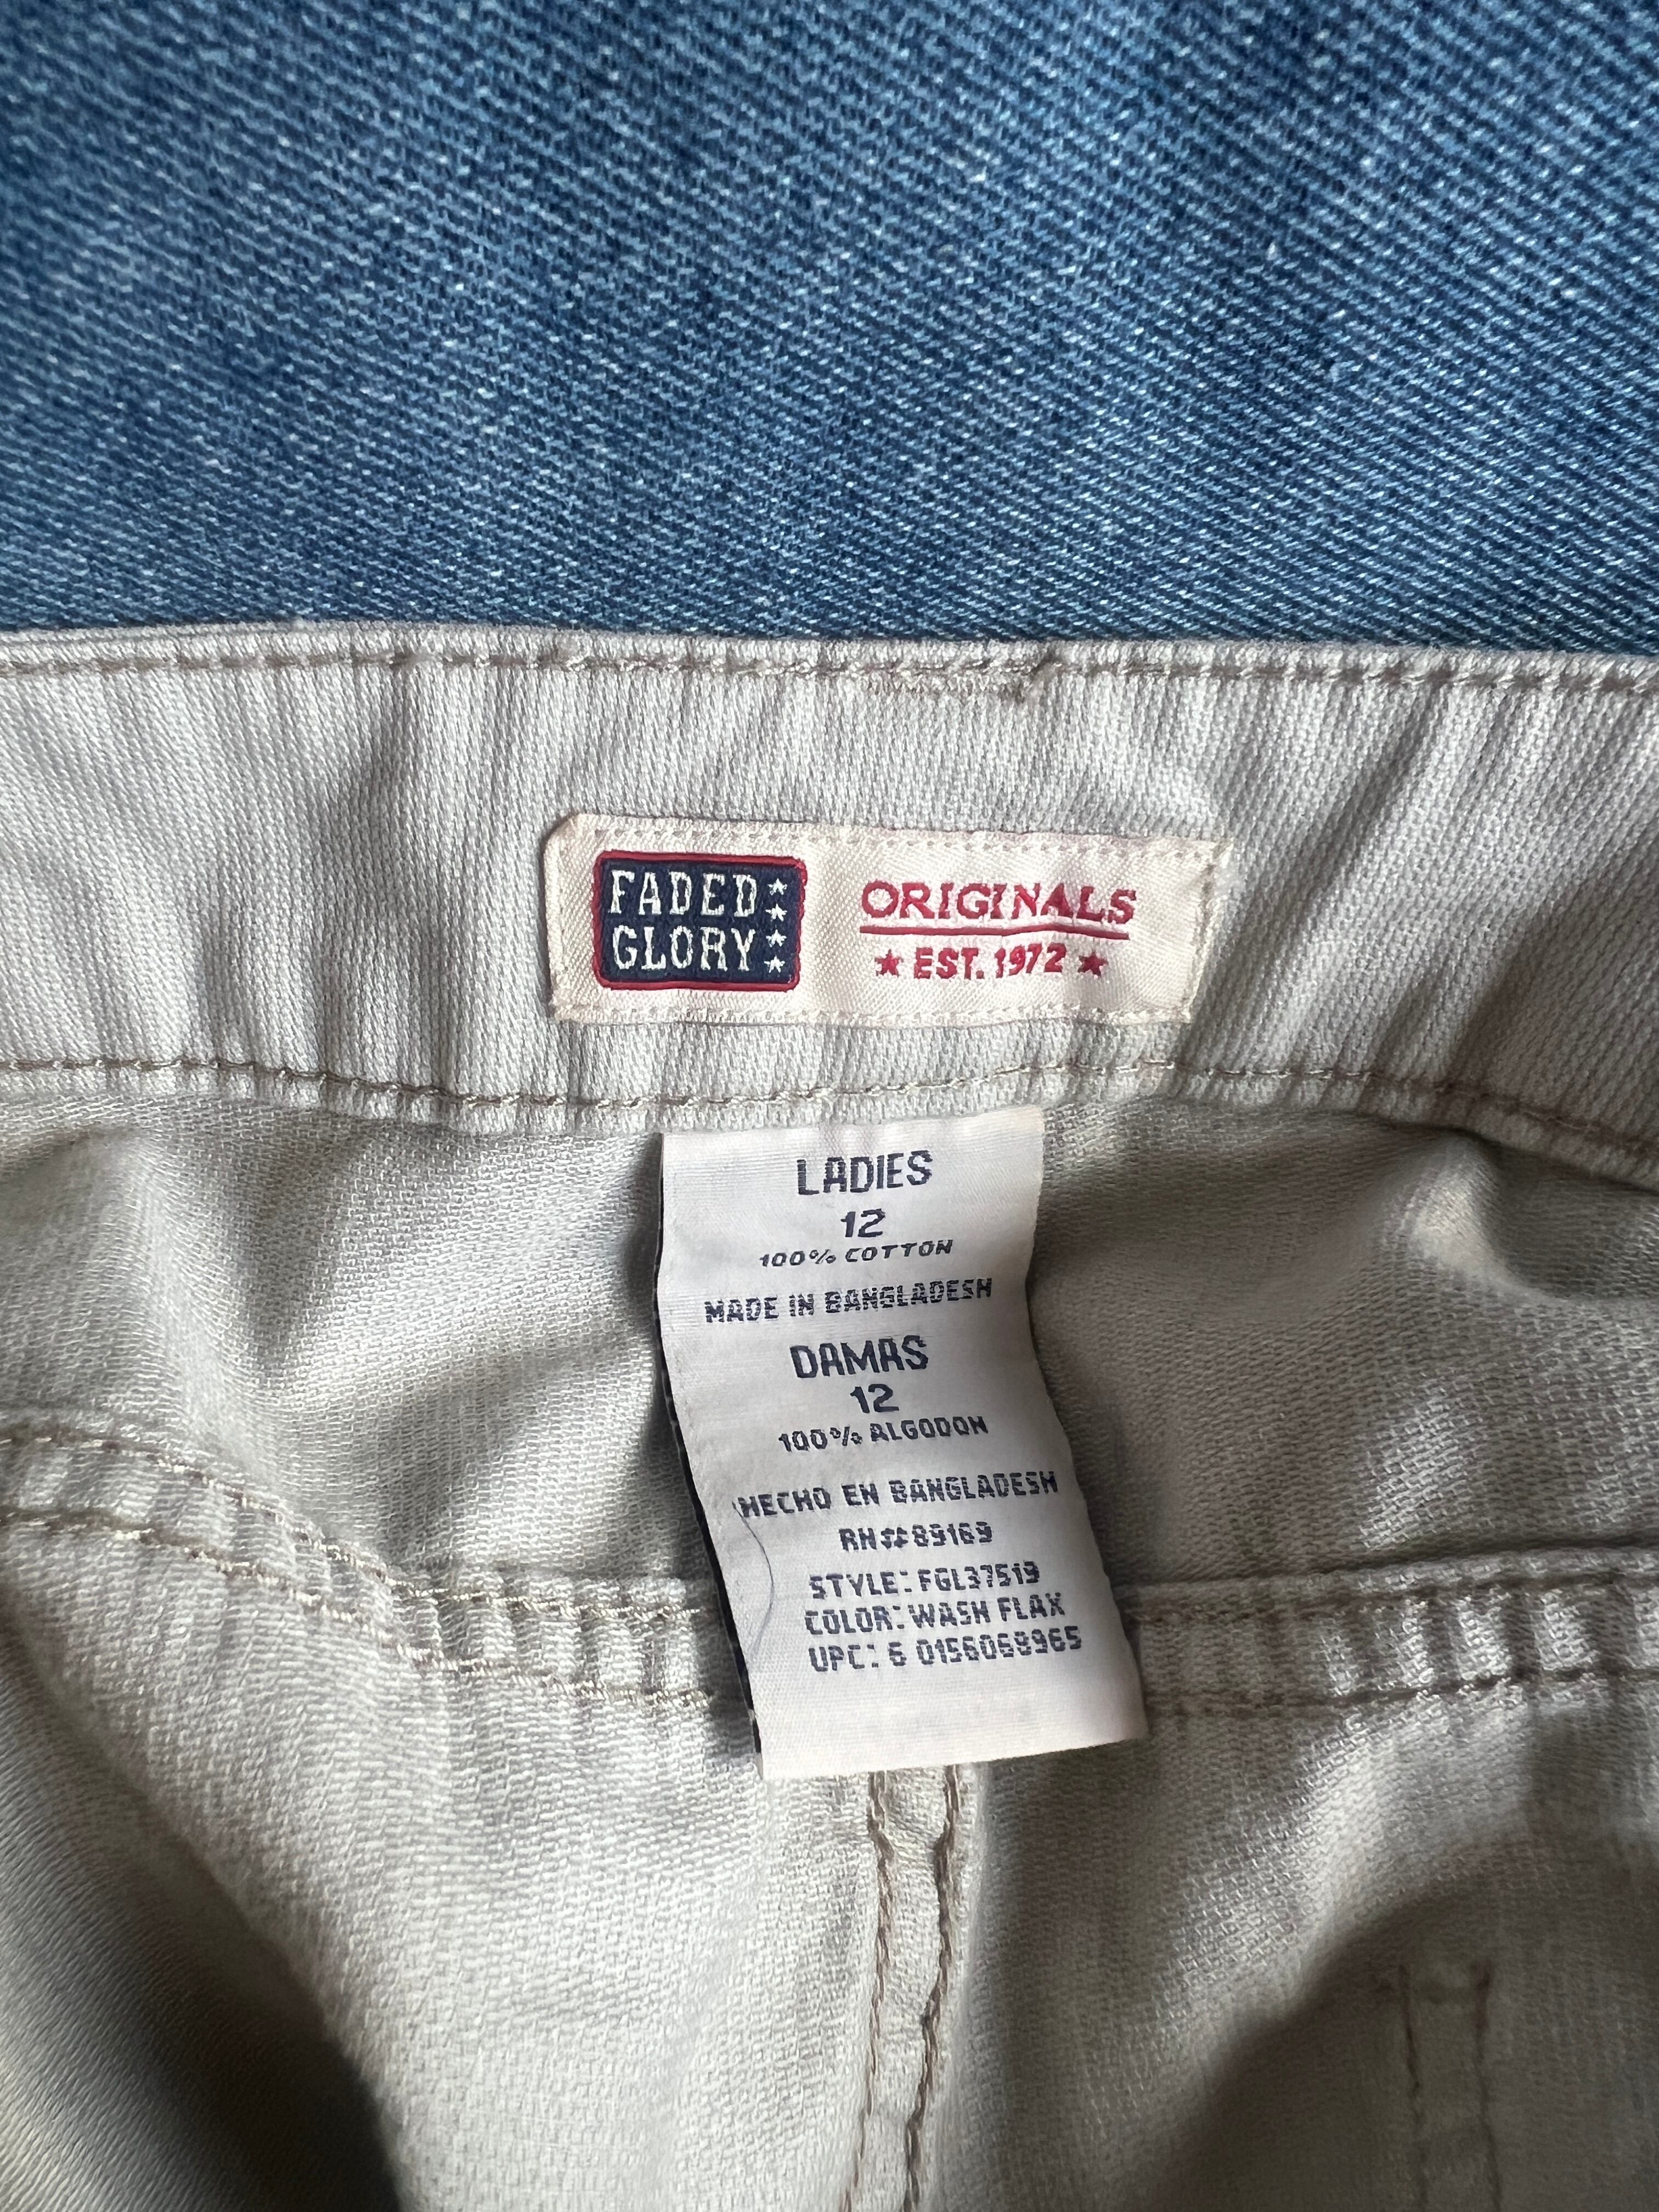 FADED
GLORY
ORIGINALS
★ EST. 1972 ★
LADIES
12
100% COTTON
MADE IN BANGLADESH
DAMAS
12
100% ALGODON
HECHO EN BANGLADESH
RN#89169
STYLE: FGL37519
COLOR: WASH FLAX
UPC: 6 0156068965